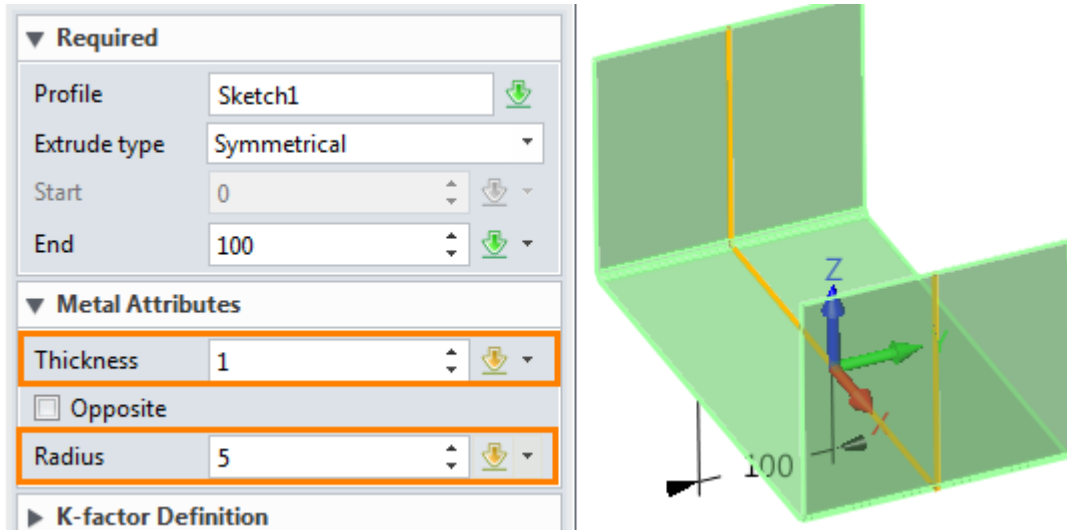 Required
Profile Sketch1
Extrude type Symmetrical
Start 0
End 100
Metal Attributes
Thickness 1
Opposite
Radius 5
K-factor Definition
Z
Y
X
100